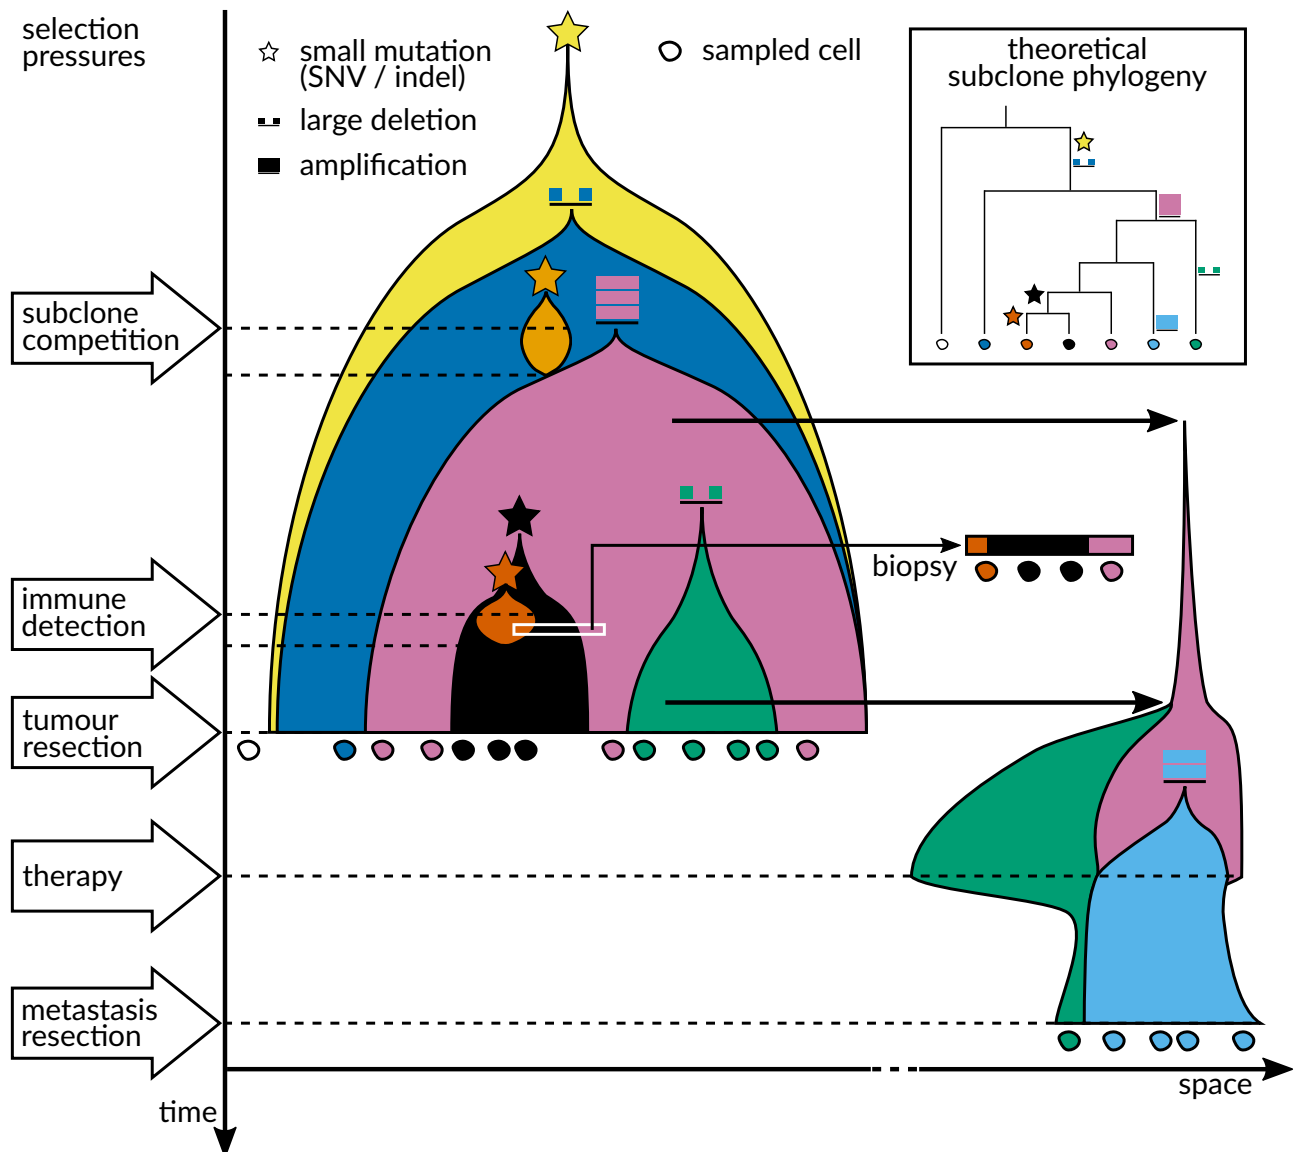 selection
pressures
small mutation
(SNV / indel)
large deletion
amplification
sampled cell
theoretical
subclone phylogeny
subclone
competition
immune
detection
biopsy
tumour
resection
therapy
metastasis
resection
space
time